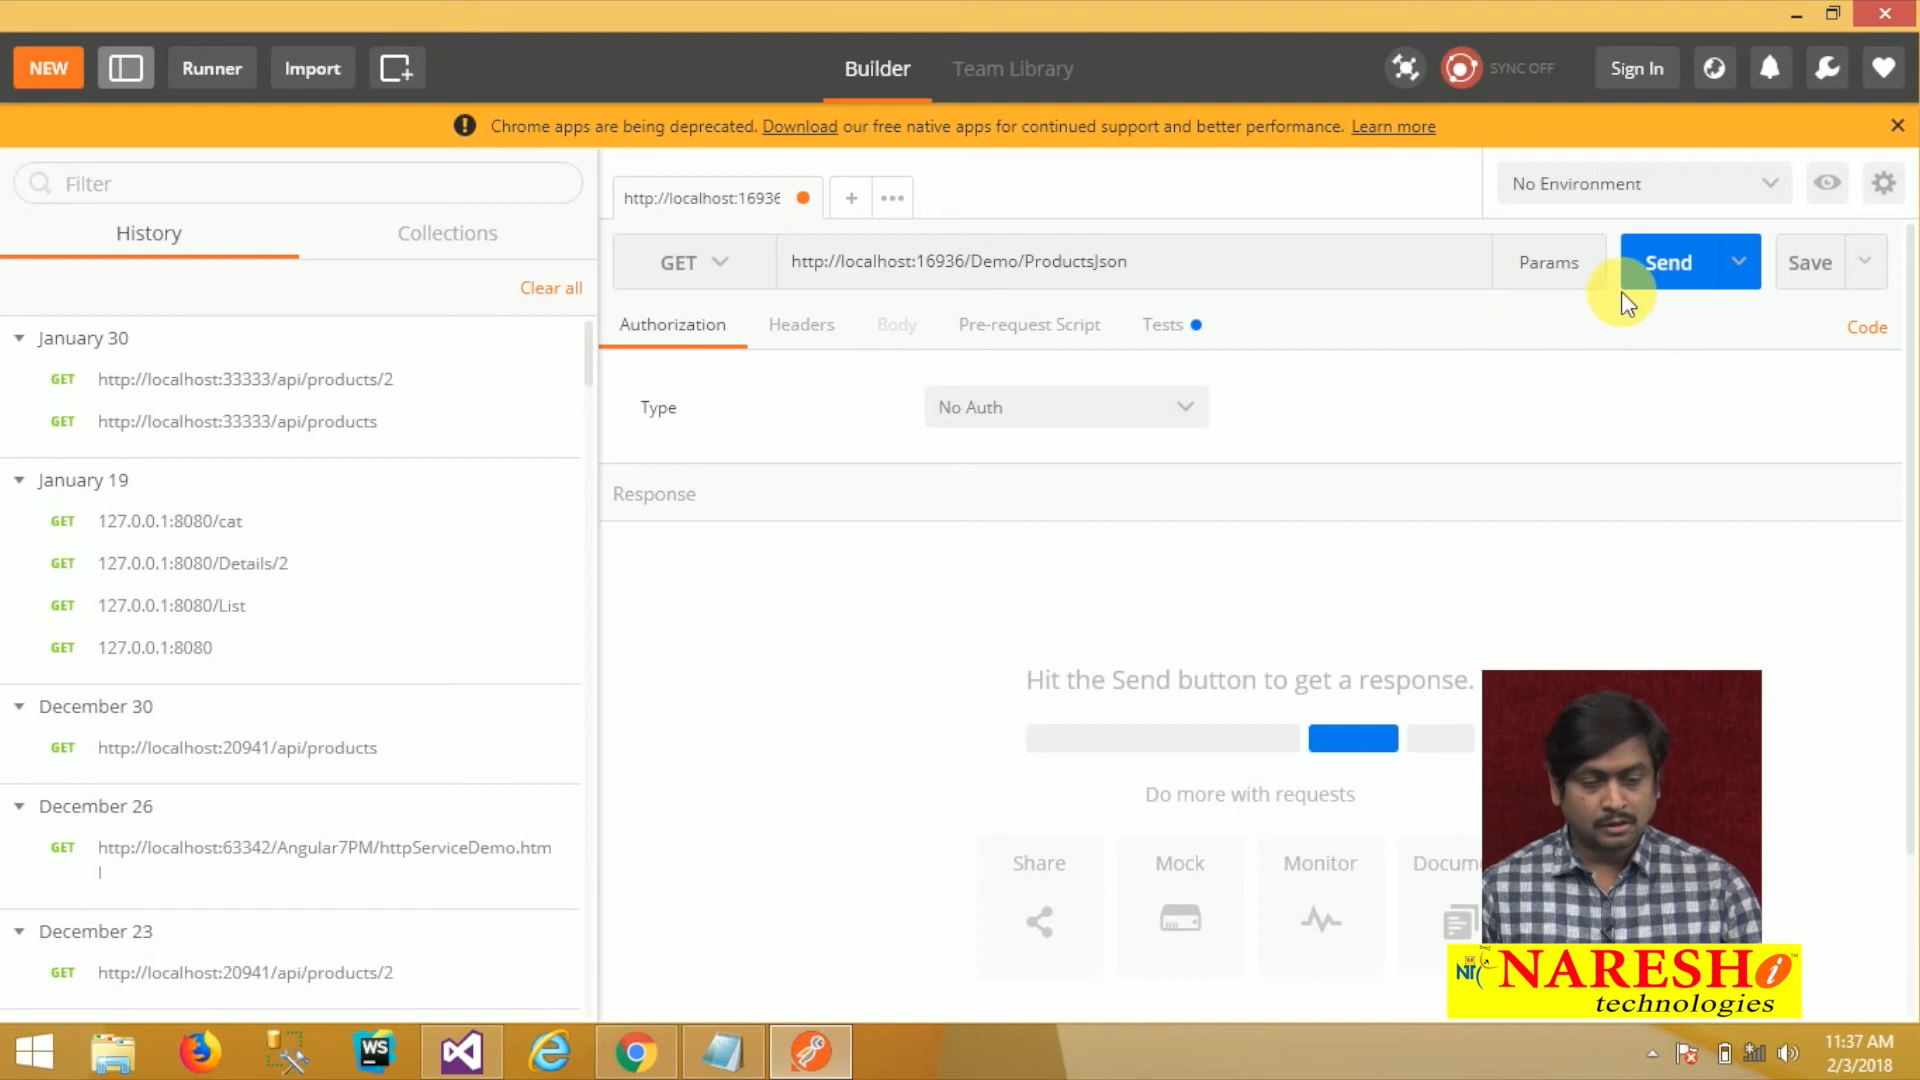 NEW
Runner
Import
Builder
Team Library
SYNC OFF
Sign In
Chrome apps are being deprecated. Download our free native apps for continued support and better performance. Learn more
Filter
History
Collections
Clear all
January 30
GET http://localhost:33333/api/products/2
GET http://localhost:33333/api/products
January 19
GET 127.0.0.1:8080/cat
GET 127.0.0.1:8080/Details/2
GET 127.0.0.1:8080/List
GET 127.0.0.1:8080
December 30
GET http://localhost:20941/api/products
December 26
GET http://localhost:63342/Angular7PM/httpServiceDemo.htm
l
December 23
GET http://localhost:20941/api/products/2
http://localhost:16936
No Environment
GET
http://localhost:16936/Demo/ProductsJson
Params
Send
Save
Authorization
Headers
Body
Pre-request Script
Tests
Code
Type
No Auth
Response
Hit the Send button to get a response.
Do more with requests
Share
Mock
Monitor
Docume
NARESH i
technologies
WS
11:37 AM
2/3/2018